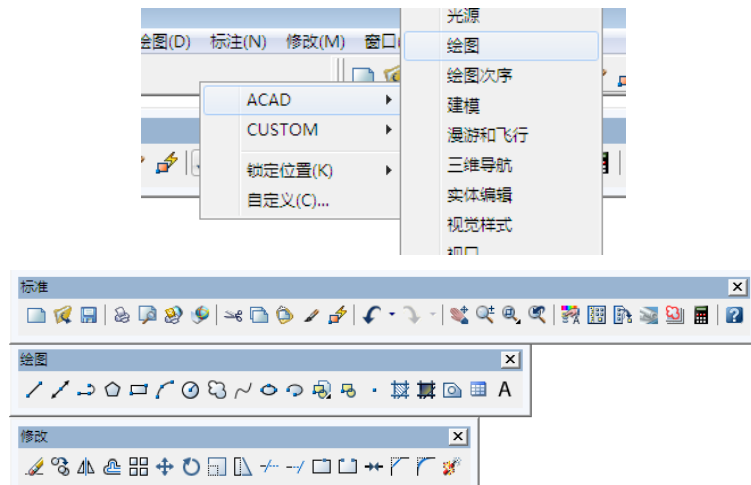 光源
绘图(D) 标注(N) 修改(M) 窗口(
绘图
绘图次序
ACAD
建模
CUSTOM
漫游和飞行
锁定位置(K)
三维导航
自定义(C)...
实体编辑
视觉样式
视口
标准
绘图
A
修改